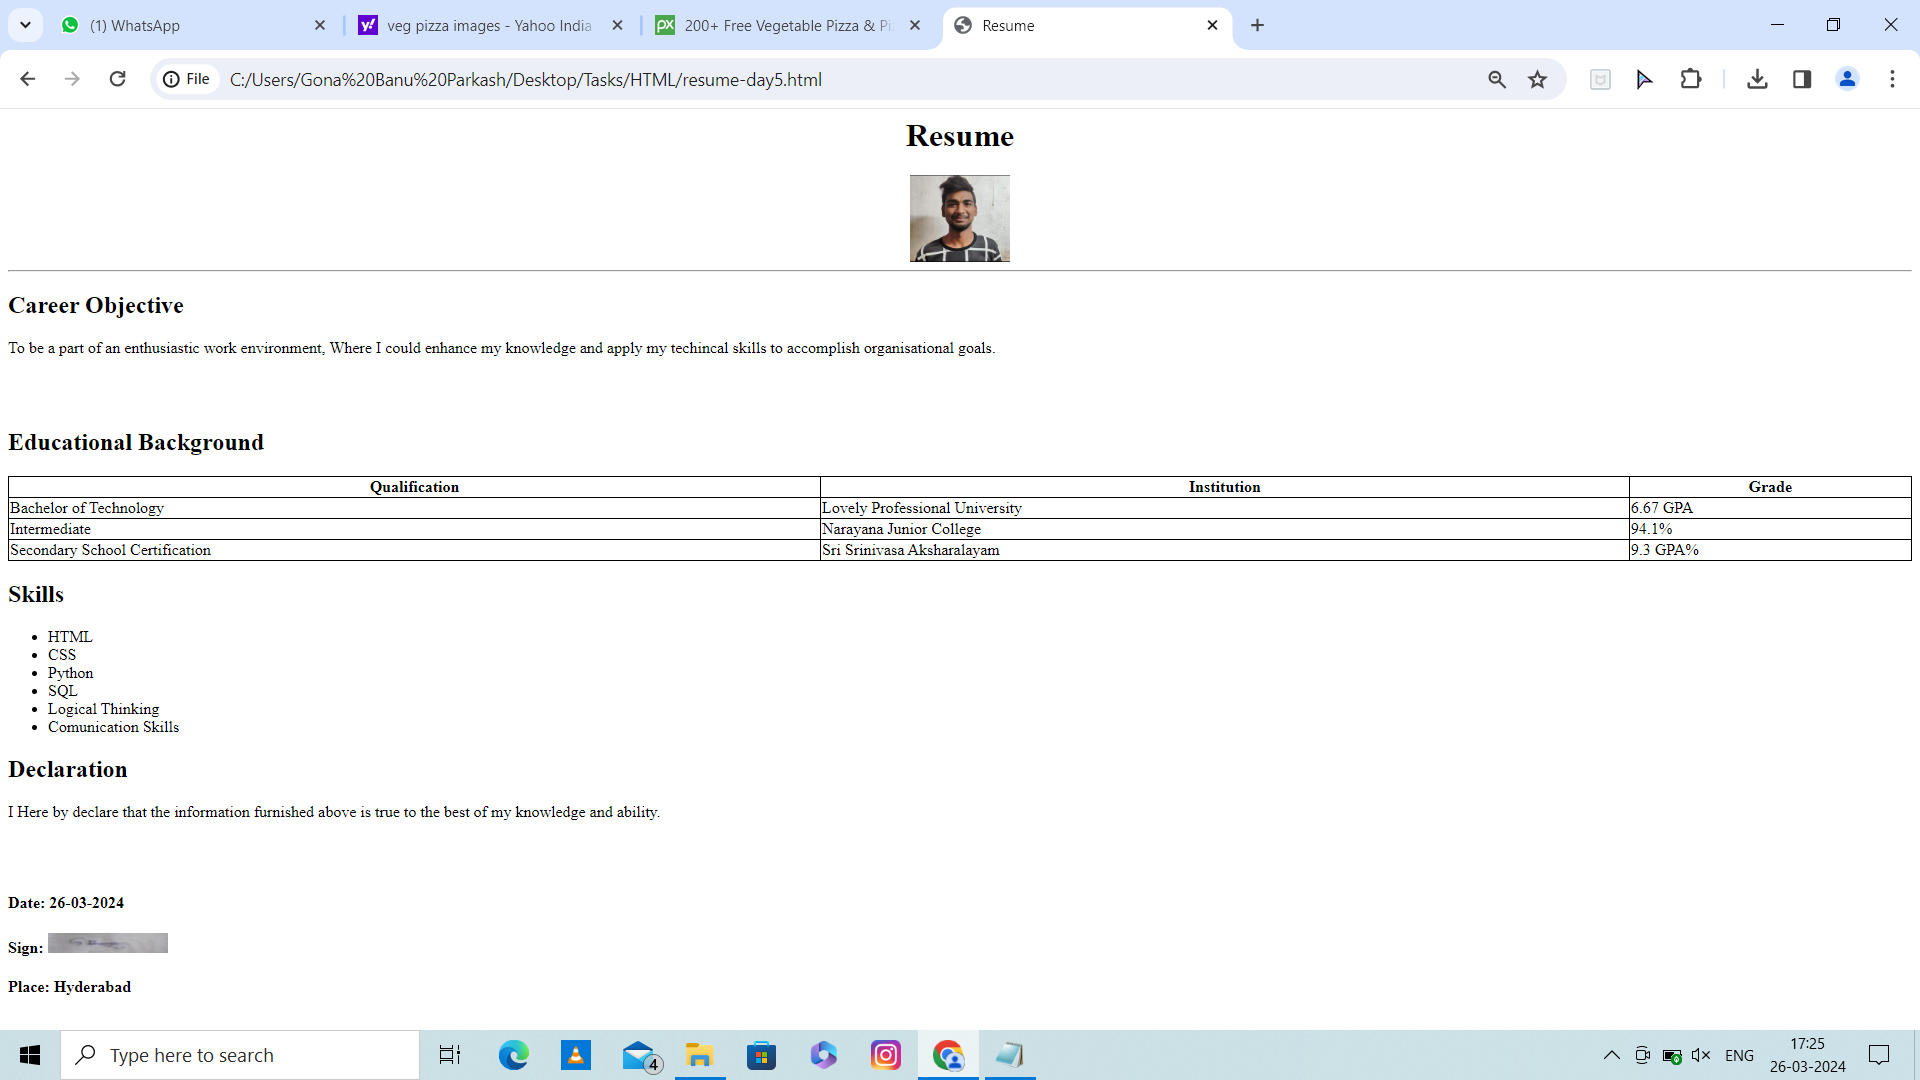 (1) WhatsApp
veg pizza images - Yahoo India
200+ Free Vegetable Pizza & Pi
Resume
File
C:/Users/Gona%20Banu%20Parkash/Desktop/Tasks/HTML/resume-day5.html
Resume
Career Objective
To be a part of an enthusiastic work environment, Where I could enhance my knowledge and apply my techincal skills to accomplish organisational goals.
Educational Background
Qualification Institution Grade
Bachelor of Technology Lovely Professional University 6.67 GPA
Intermediate Narayana Junior College 94.1%
Secondary School Certification Sri Srinivasa Aksharalayam 9.3 GPA%
Skills
• HTML
• CSS
• Python
• SQL
• Logical Thinking
• Comunication Skills
Declaration
I Here by declare that the information furnished above is true to the best of my knowledge and ability.
Date: 26-03-2024
Sign:
Place: Hyderabad
Type here to search
4
ENG
17:25
26-03-2024